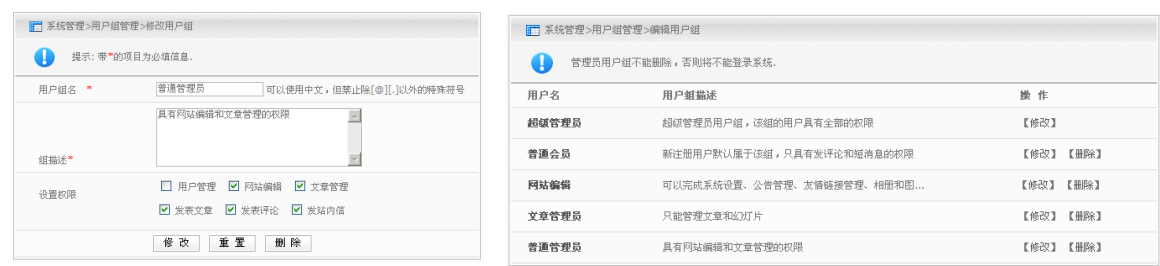 系统管理>用户组管理>修改用户组
提示: 带*的项目为必填信息.
用户组名 * 普通管理员 可以使用中文，但禁止除[@][.]以外的特殊符号
具有网站编辑和文章管理的权限
组描述*
设置权限 用户管理 网站编辑 文章管理
发表文章 发表评论 发站内信
修 改 重 置 删 除
系统管理>用户组管理>编辑用户组
管理员用户组不能删除，否则将不能登录系统.
用户名 用户组描述 操 作
超级管理员 超级管理员用户组，该组的用户具有全部的权限 【修改】
普通会员 新注册用户默认属于该组，只具有发评论和短消息的权限 【修改】 【删除】
网站编辑 可以完成系统设置、公告管理、友情链接管理、相册和图... 【修改】 【删除】
文章管理员 只能管理文章和幻灯片 【修改】 【删除】
普通管理员 具有网站编辑和文章管理的权限 【修改】 【删除】